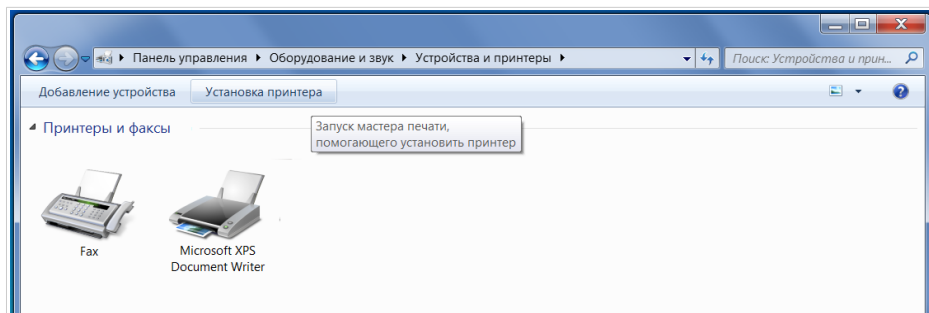 Панель управления Оборудование и звук Устройства и принтеры
Поиск: Устройства и прин...
Добавление устройства Установка принтера
Принтеры и факсы
Запуск мастера печати,
помогающего установить принтер
Fax
Microsoft XPS
Document Writer